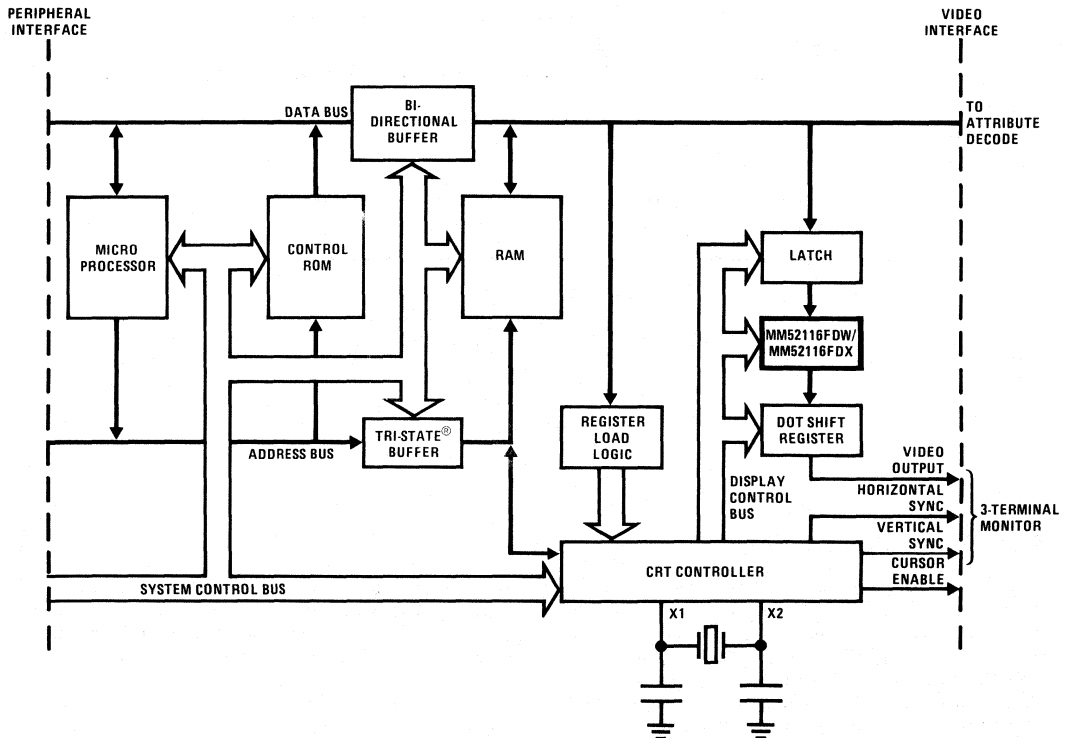 PERIPHERAL
INTERFACE
VIDEO
INTERFACE
DATA BUS
BI-
DIRECTIONAL
BUFFER
TO
ATTRIBUTE
DECODE
MICRO
PROCESSOR
CONTROL
ROM
RAM
LATCH
MM52116FDW/
MM52116FDX
DOT SHIFT
REGISTER
ADDRESS BUS
TRI-STATE®
BUFFER
REGISTER
LOAD
LOGIC
DISPLAY
CONTROL
BUS
VIDEO
OUTPUT
HORIZONTAL
SYNC
VERTICAL
SYNC
CURSOR
ENABLE
3-TERMINAL
MONITOR
SYSTEM CONTROL BUS
CRT CONTROLLER
X1
X2